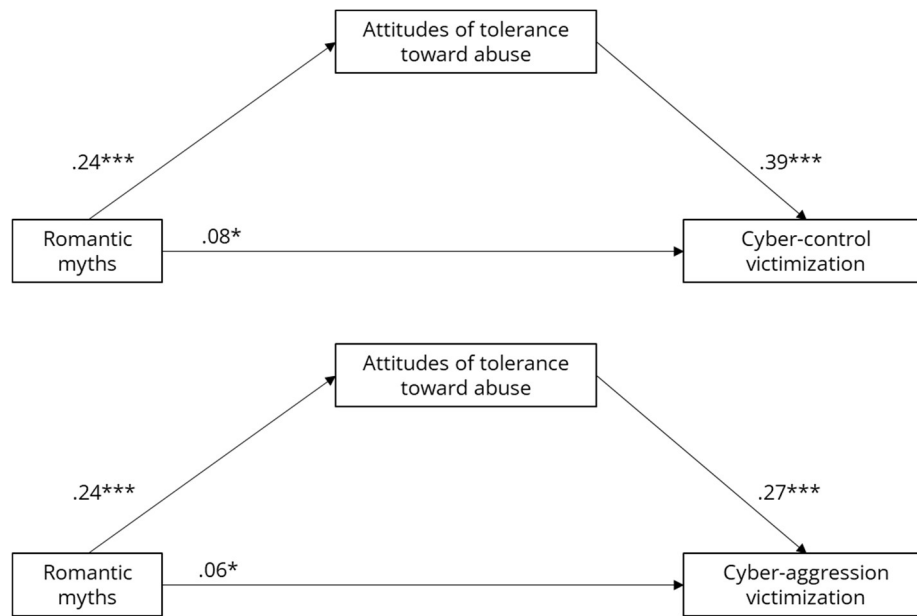 Attitudes of tolerance
toward abuse
.24***
.39***
Romantic
myths
.08*
Cyber-control
victimization
Attitudes of tolerance
toward abuse
.24***
.27***
Romantic
myths
.06*
Cyber-aggression
victimization